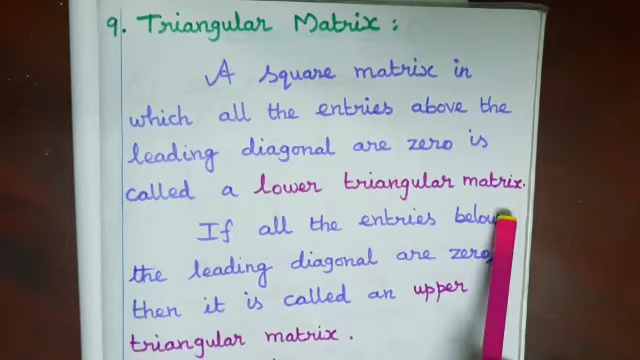 9. Triangular Matrix :
A square matrix in
which all the entries above the
leading diagonal are zero is
called a lower triangular matrix.
If all the entries below
the leading diagonal are zero,
then it is called an upper
triangular matrix.